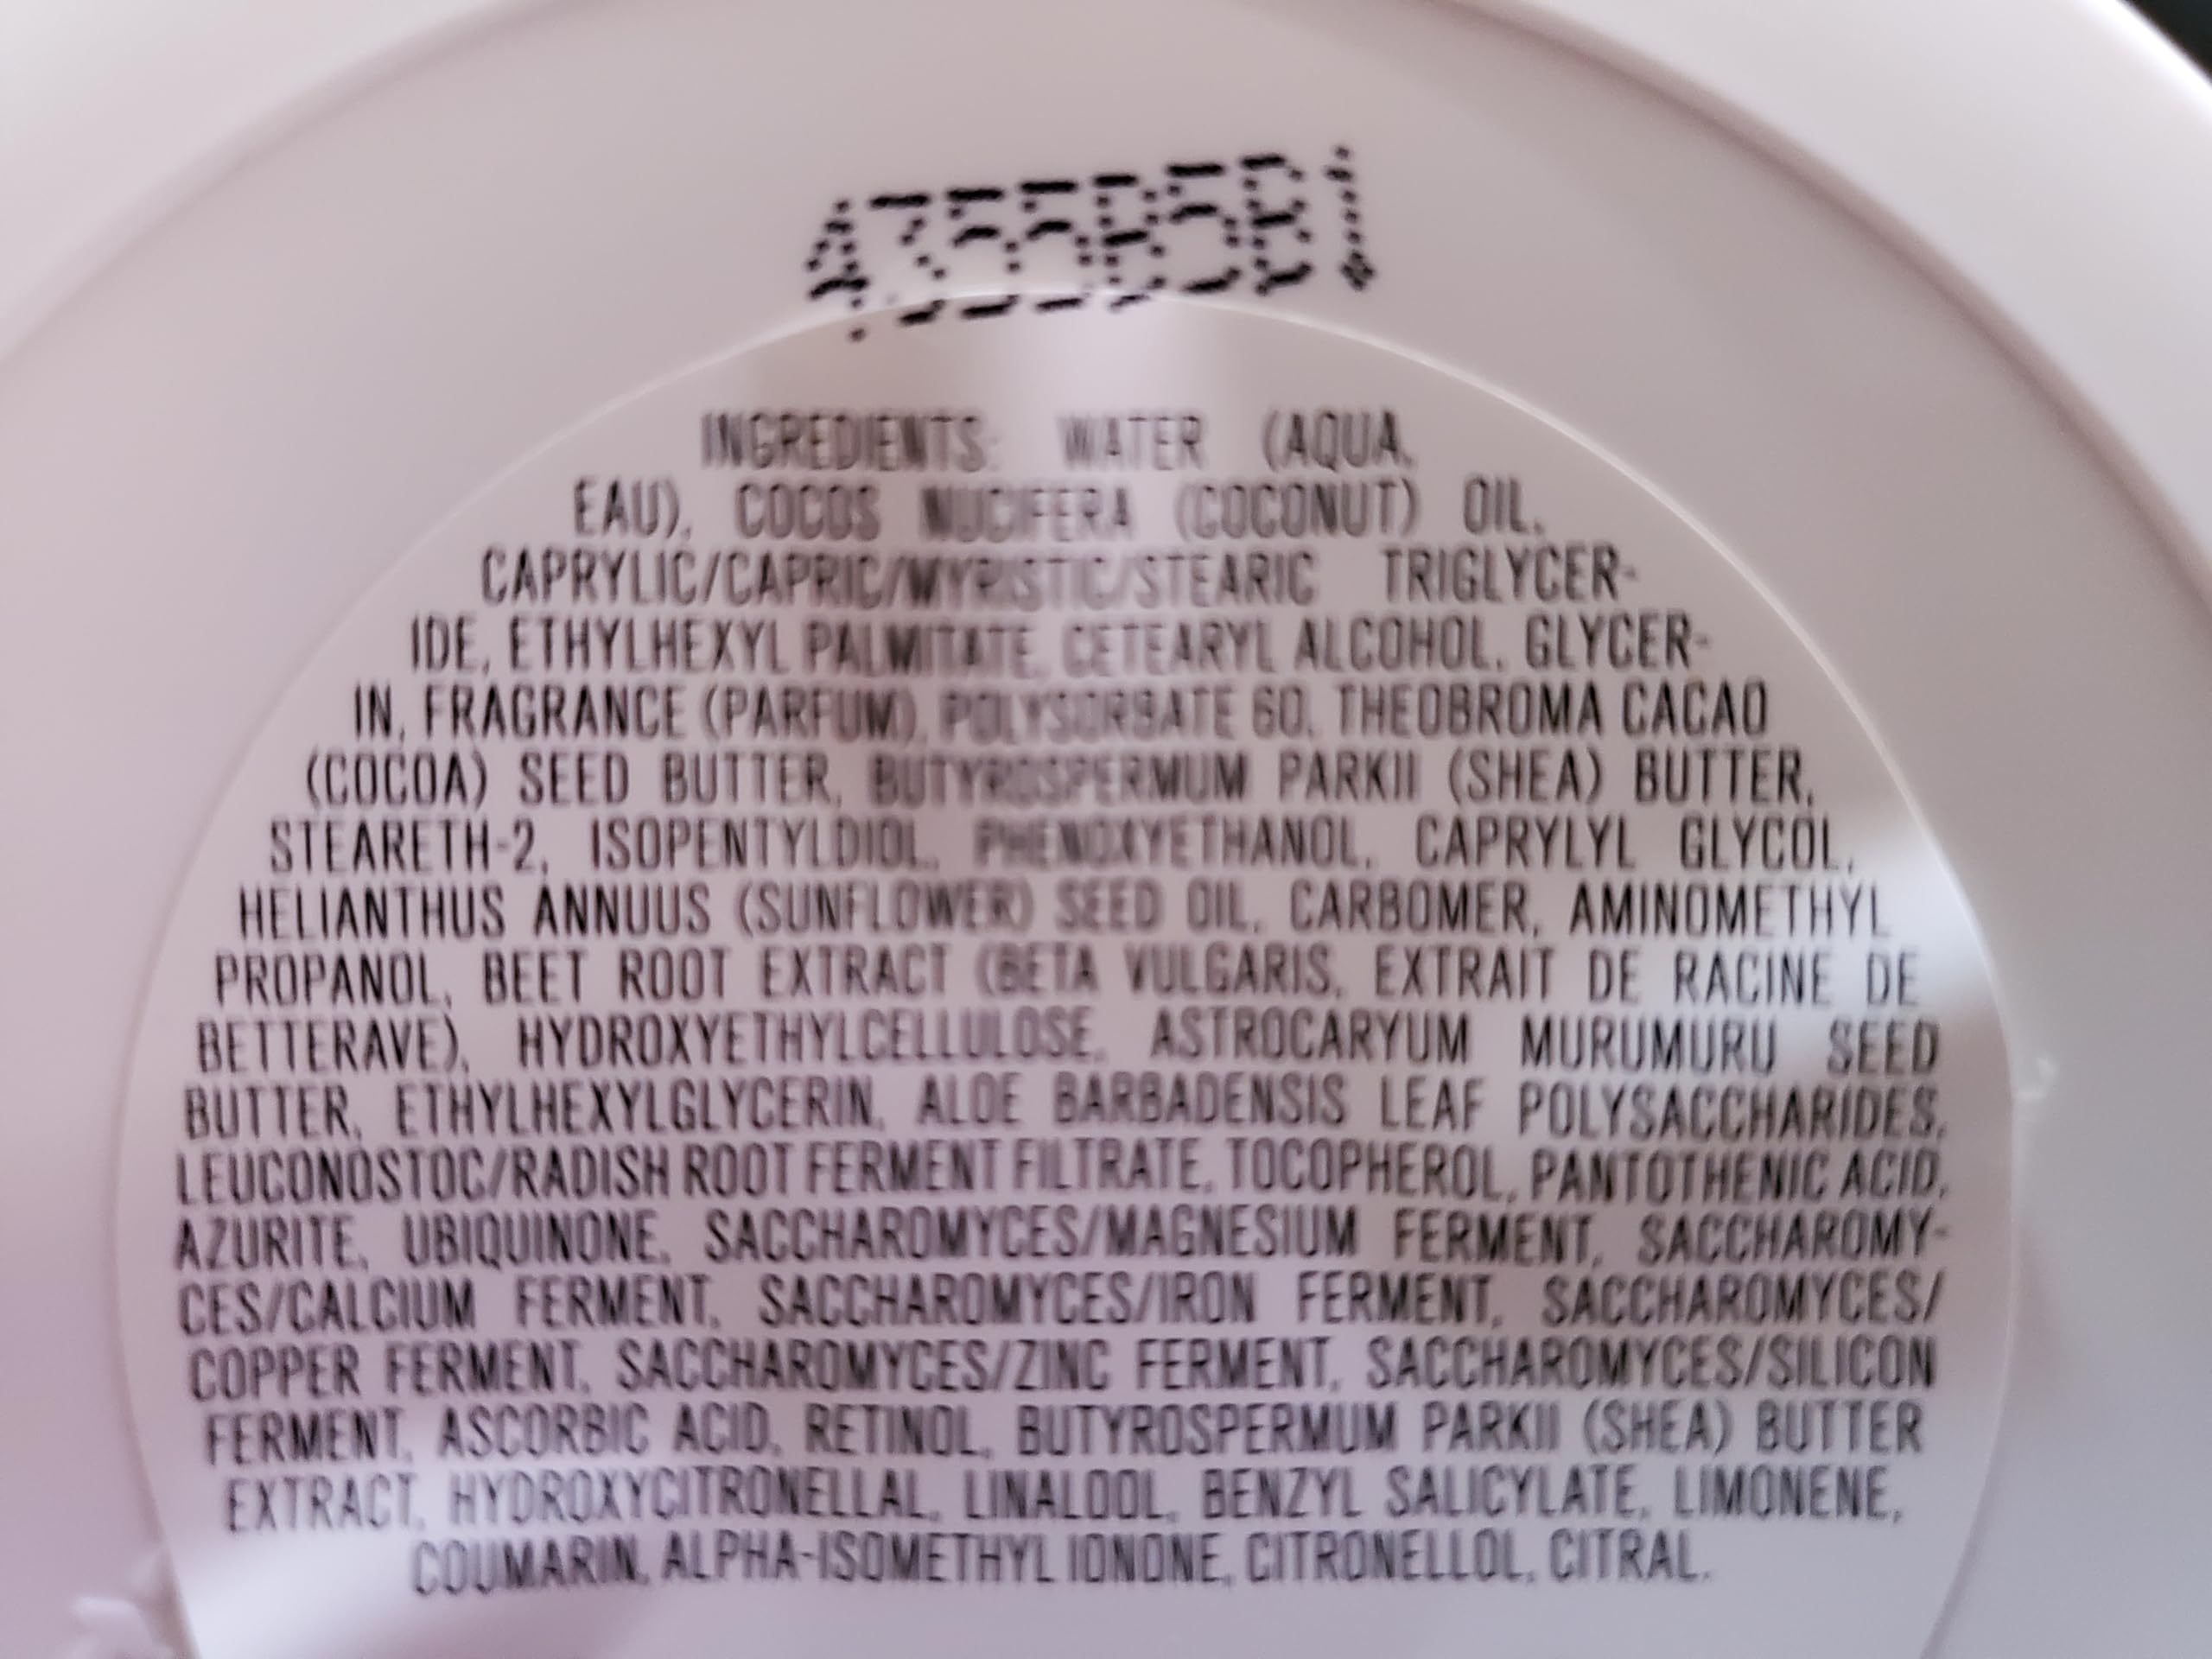 4355B5B1
INGREDIENTS: WATER (AQUA,
EAU), COCOS NUCIFERA (COCONUT) OIL,
CAPRYLIC/CAPRIC/MYRISTIC/STEARIC TRIGLYCER-
IDE, ETHYLHEXYL PALMITATE, CETEARYL ALCOHOL, GLYCER-
IN, FRAGRANCE (PARFUM), POLYSORBATE 60, THEOBROMA CACAO
(COCOA) SEED BUTTER, BUTYROSPERMUM PARKII (SHEA) BUTTER,
STEARETH-2, ISOPENTYLDIOL, PHENOXYETHANOL, CAPRYLYL GLYCOL,
HELIANTHUS ANNUUS (SUNFLOWER) SEED OIL, CARBOMER, AMINOMETHYL
PROPANOL, BEET ROOT EXTRACT (BETA VULGARIS, EXTRAIT DE RACINE DE
BETTERAVE), HYDROXYETHYLCELLULOSE, ASTROCARYUM MURUMURU SEED
BUTTER, ETHYLHEXYLGLYCERIN, ALOE BARBADENSIS LEAF POLYSACCHARIDES,
LEUCONOSTOC/RADISH ROOT FERMENT FILTRATE, TOCOPHEROL, PANTOTHENIC ACID,
AZURITE, UBIQUINONE, SACCHAROMYCES/MAGNESIUM FERMENT, SACCHAROMY-
CES/CALCIUM FERMENT, SACCHAROMYCES/IRON FERMENT, SACCHAROMYCES/
COPPER FERMENT, SACCHAROMYCES/ZINC FERMENT, SACCHAROMYCES/SILICON
FERMENT, ASCORBIC ACID, RETINOL, BUTYROSPERMUM PARKII (SHEA) BUTTER
EXTRACT, HYDROXYCITRONELLAL, LINALOOL, BENZYL SALICYLATE, LIMONENE,
COUMARIN, ALPHA-ISOMETHYL IONONE, CITRONELLOL, CITRAL.